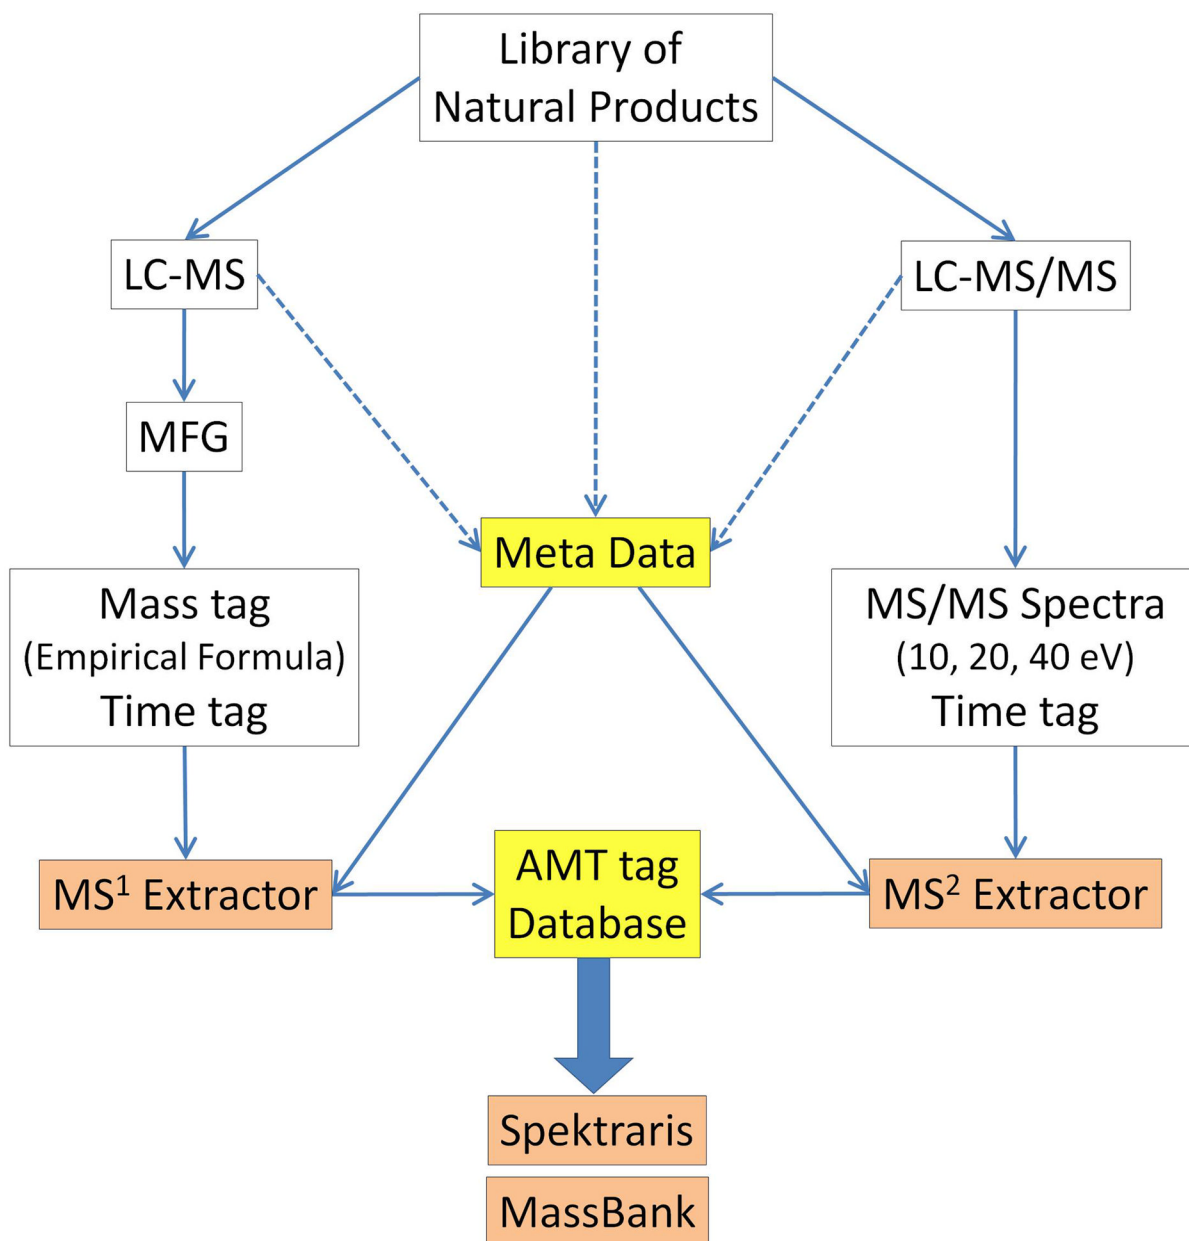 Library of
Natural Products
LC-MS
LC-MS/MS
MFG
Meta Data
Mass tag
(Empirical Formula)
Time tag
MS/MS Spectra
(10, 20, 40 eV)
Time tag
MS¹ Extractor
AMT tag
Database
MS² Extractor
Spektraris
MassBank